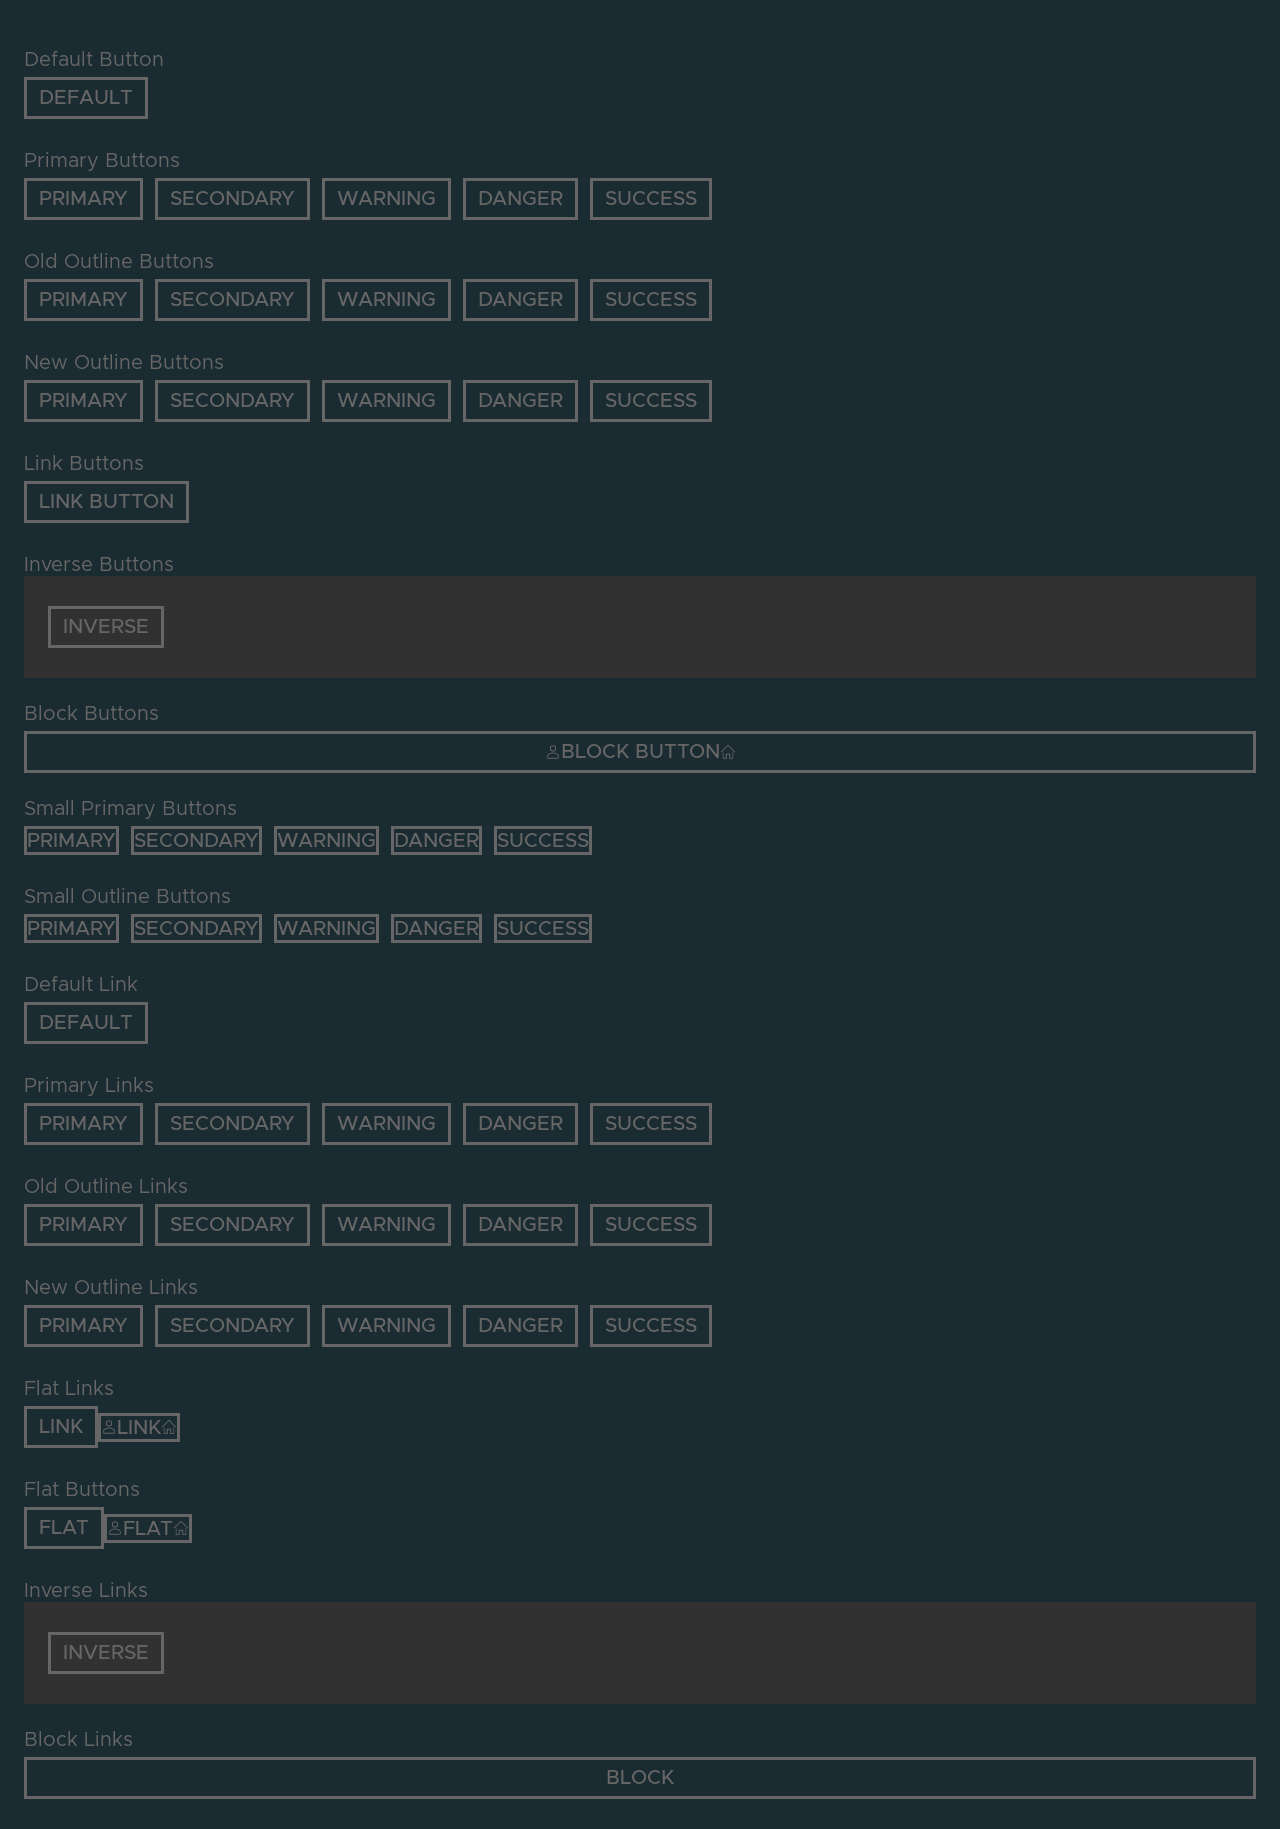 Default Button
DEFAULT
Primary Buttons
PRIMARY SECONDARY WARNING DANGER SUCCESS
Old Outline Buttons
PRIMARY SECONDARY WARNING DANGER SUCCESS
New Outline Buttons
PRIMARY SECONDARY WARNING DANGER SUCCESS
Link Buttons
LINK BUTTON
Inverse Buttons
INVERSE
Block Buttons
BLOCK BUTTON
Small Primary Buttons
PRIMARY SECONDARY WARNING DANGER SUCCESS
Small Outline Buttons
PRIMARY SECONDARY WARNING DANGER SUCCESS
Default Link
DEFAULT
Primary Links
PRIMARY SECONDARY WARNING DANGER SUCCESS
Old Outline Links
PRIMARY SECONDARY WARNING DANGER SUCCESS
New Outline Links
PRIMARY SECONDARY WARNING DANGER SUCCESS
Flat Links
LINK LINK
Flat Buttons
FLAT FLAT
Inverse Links
INVERSE
Block Links
BLOCK